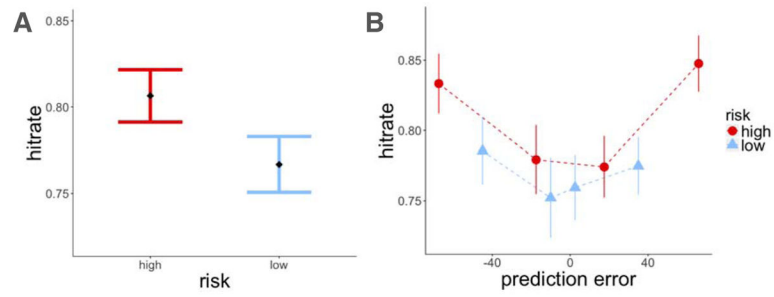 A
hitrate
0.85
0.80
0.75
high
low
risk
B
hitrate
0.85
0.80
0.75
-40
0
40
prediction error
risk
high
low